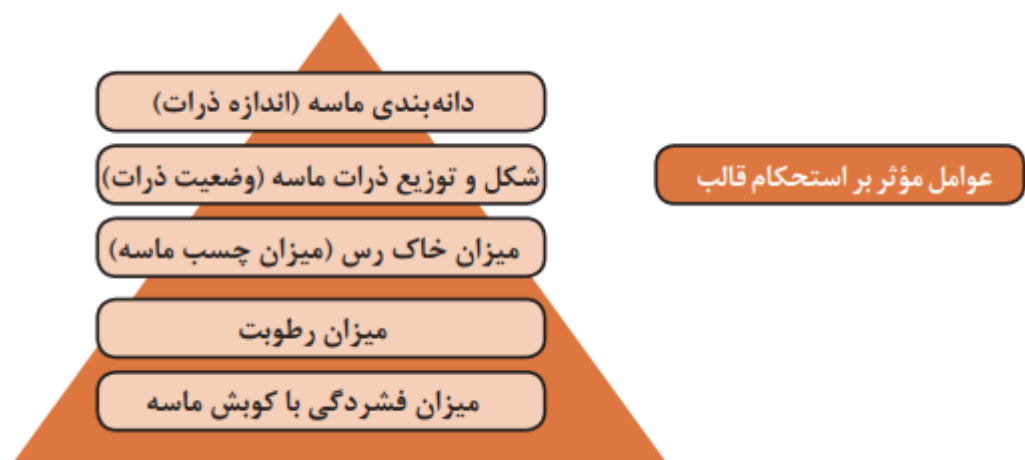 عوامل مؤثر بر استحکام قالب
دانه‌بندی ماسه (اندازه ذرات)
شکل و توزیع ذرات ماسه (وضعیت ذرات)
میزان خاک رس (میزان چسب ماسه)
میزان رطوبت
میزان فشردگی با کوبش ماسه